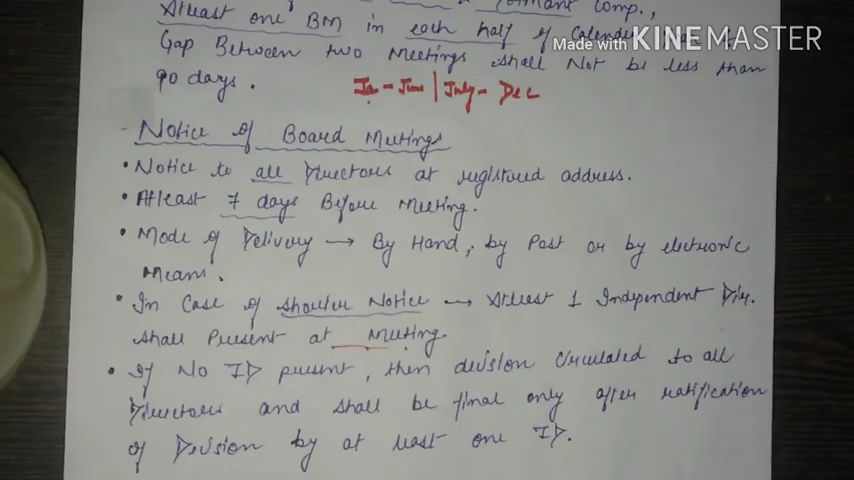 Dormant Comp.,
Atleast one BM in each half of Calendar
Made with KINEMASTER
Gap Between two Meetings shall Not be less than
90 days.
Jan - June | July - Dec
- Notice of Board Meetings
• Notice to all Directors at registered address.
• Atleast 7 days Before Meeting.
• Mode of Delivery → By Hand, by Post or by electronic
Means.
• In Case of shorter Notice → Atleast 1 Independent Dir.
shall Present at Meeting.
• If No ID present, then decision Circulated to all
Directors and shall be final only after ratification
of Decision by at least one ID.